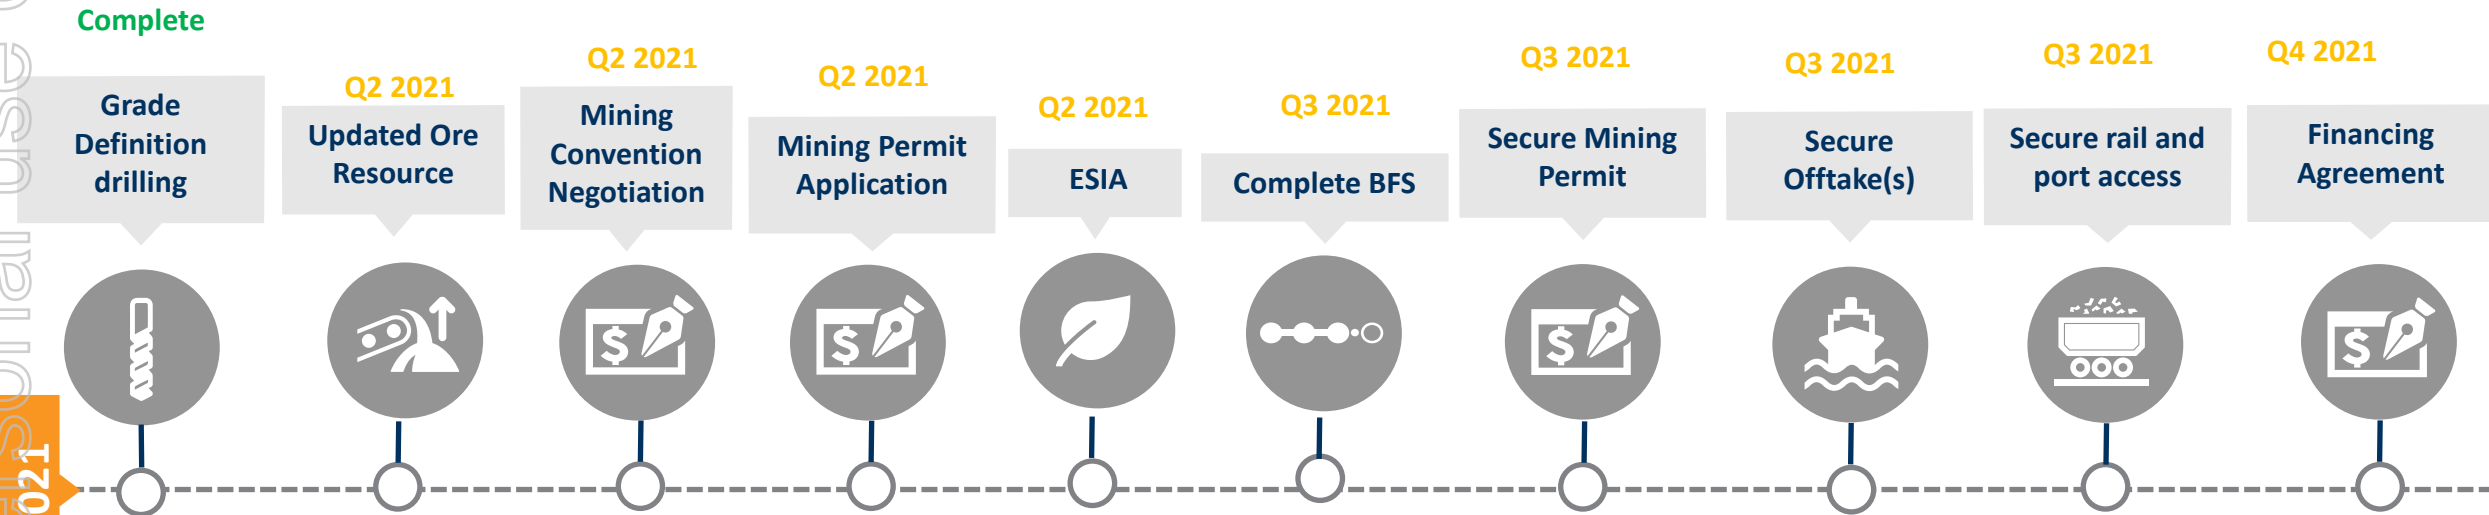 Complete
Grade
Definition
drilling
Q2 2021
Updated Ore
Resource
Q2 2021
Mining
Convention
Negotiation
Q2 2021
Mining Permit
Application
Q2 2021
ESIA
Q3 2021
Complete BFS
Q3 2021
Secure Mining
Permit
Q3 2021
Secure
Offtake(s)
Q3 2021
Secure rail and
port access
Q4 2021
Financing
Agreement
$
$
$
$
021